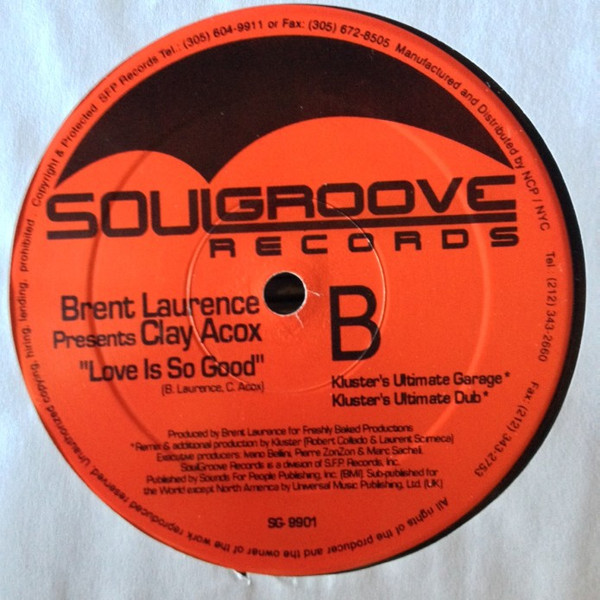 Copyright & Protected SFP Records Tel.: (305) 604-9911 or Fax: (305) 672-8505 Manufactured and Distributed by NCP / NYC Tel: (212) 343-2660 Fax: (212) 343-2753
SOULGROOVE
RECORDS
Brent Laurence
Presents Clay Acox
"Love Is So Good"
(B. Laurence, C. Acox)
B
Kluster's Ultimate Garage*
Kluster's Ultimate Dub*
Produced by Brent Laurence for Freshly Baked Productions
*Remix & additional production by Kluster (Robert Collado & Laurent Scimeca)
Executive producers: Ivano Bellini, Pierre ZonZon & Marc Sacheli.
SoulGroove Records is a division of S.F.P. Records, Inc.
Published by Sounds For People Publishing, Inc. (BMI). Sub-published for
the World except North America by Universal Music Publishing, Ltd. (UK)
SG-9901
All rights of the producer and the owner of the work reproduced reserved. Unauthorized copying, hiring, lending, prohibited